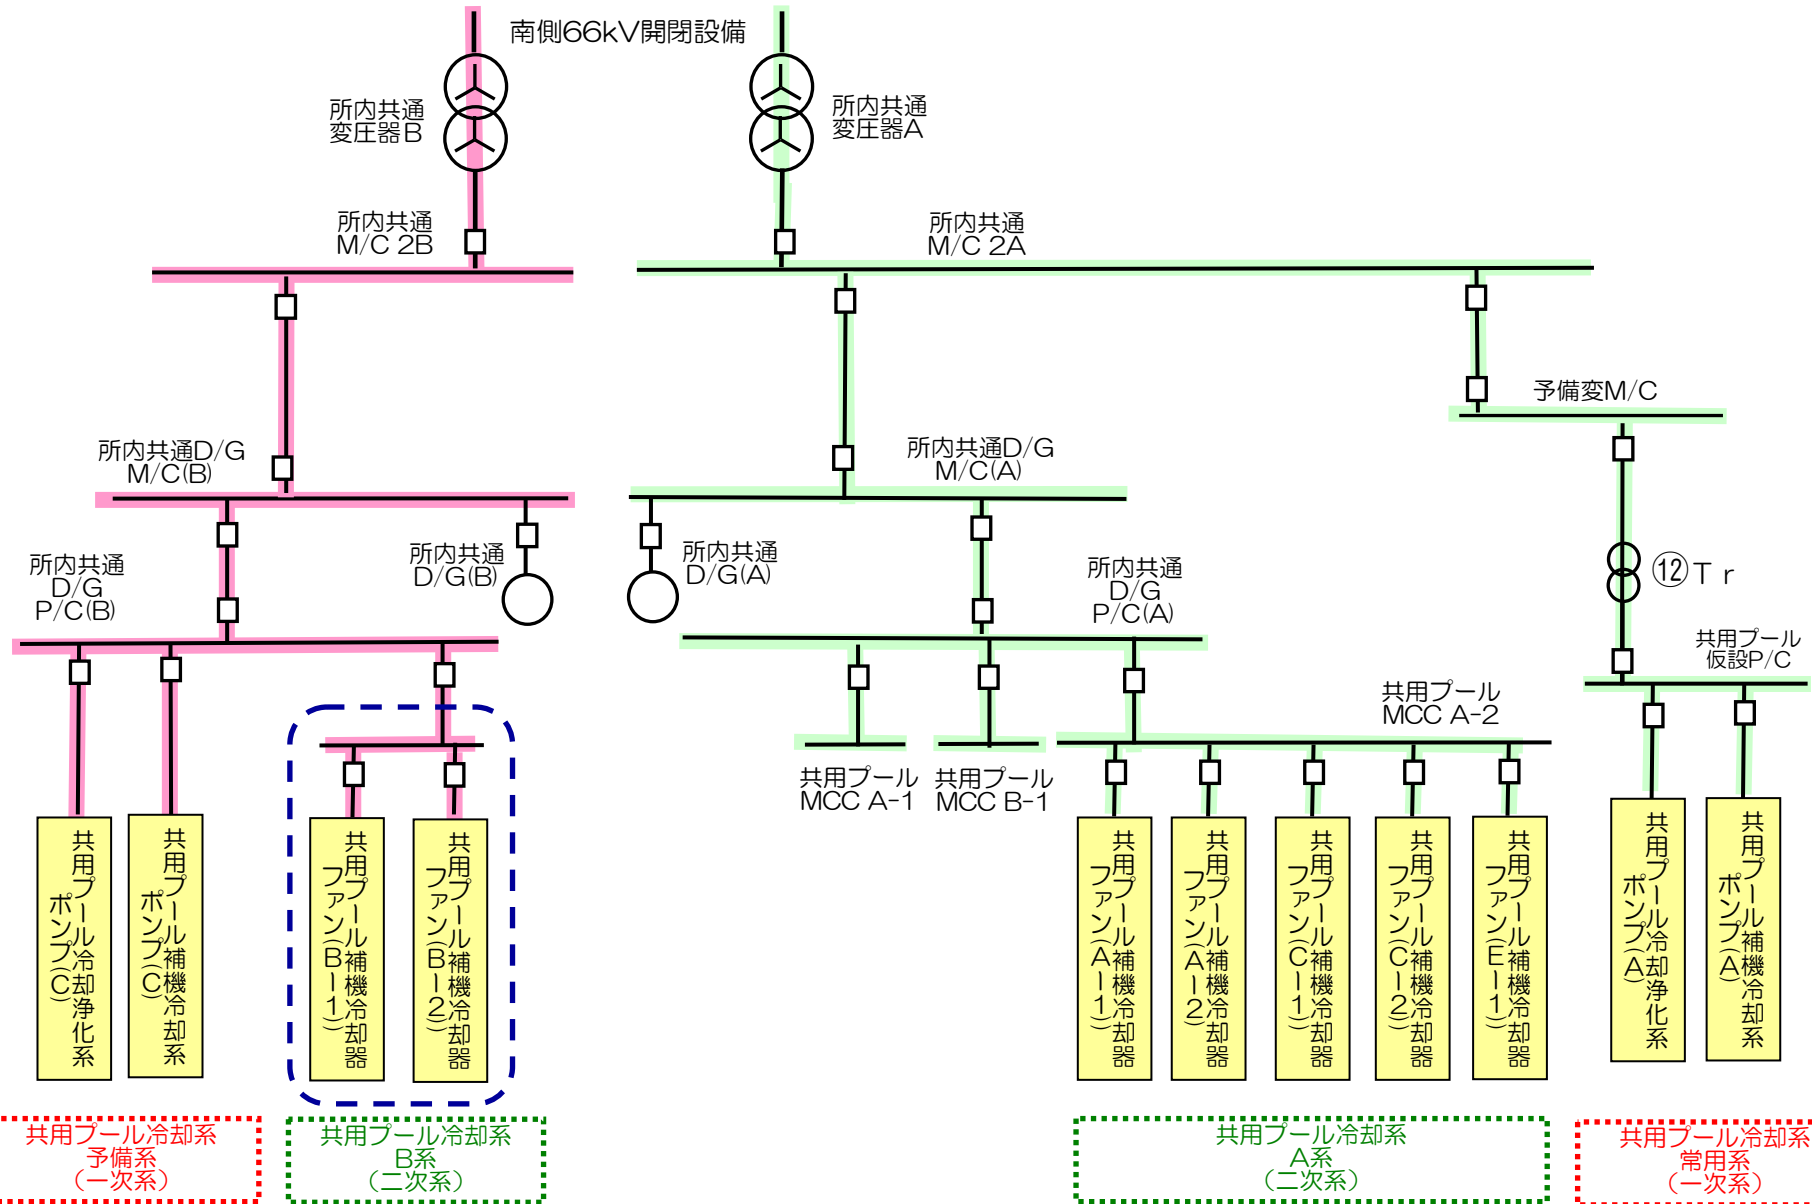 南側66kV開閉設備
所内共通
変圧器B
所内共通
変圧器A
所内共通
M/C 2B
所内共通
M/C 2A
予備変M/C
所内共通D/G
M/C(B)
所内共通D/G
M/C(A)
所内共通
D/G
P/C(B)
所内共通
D/G(B)
所内共通
D/G(A)
所内共通
D/G
P/C(A)
⑫Tr
共用プール
仮設P/C
共用プール
MCC A-2
共用プール
MCC A-1
共用プール
MCC B-1
共用プール冷却浄化系
ポンプ(C)
共用プール補機冷却系
ポンプ(C)
共用プール補機冷却器
ファン(B-1)
共用プール補機冷却器
ファン(B-2)
共用プール補機冷却器
ファン(A-1)
共用プール補機冷却器
ファン(A-2)
共用プール補機冷却器
ファン(C-1)
共用プール補機冷却器
ファン(C-2)
共用プール補機冷却器
ファン(E-1)
共用プール冷却浄化系
ポンプ(A)
共用プール補機冷却系
ポンプ(A)
共用プール冷却系
予備系
(一次系)
共用プール冷却系
B系
(二次系)
共用プール冷却系
A系
(二次系)
共用プール冷却系
常用系
(一次系)